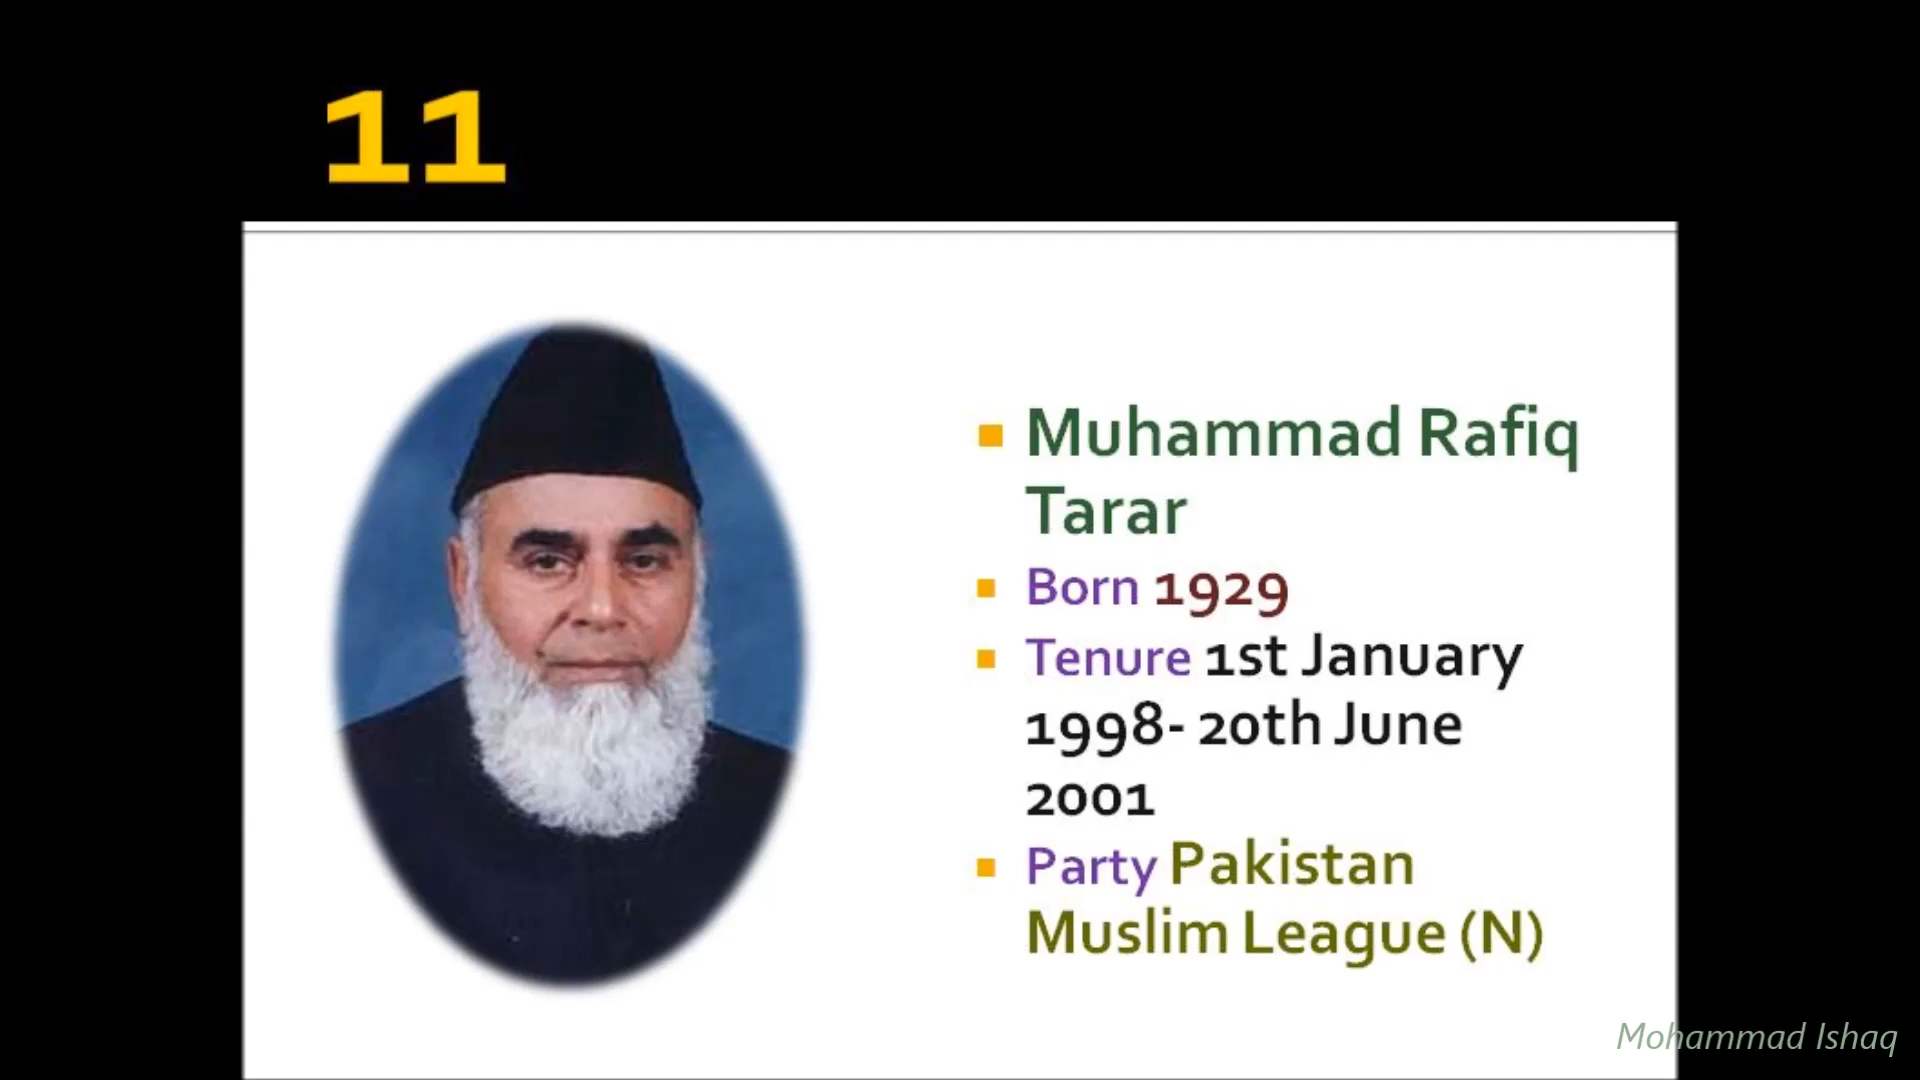 11
Muhammad Rafiq
Tarar
Born 1929
Tenure 1st January
1998- 20th June
2001
Party Pakistan
Muslim League (N)
Mohammad Ishaq